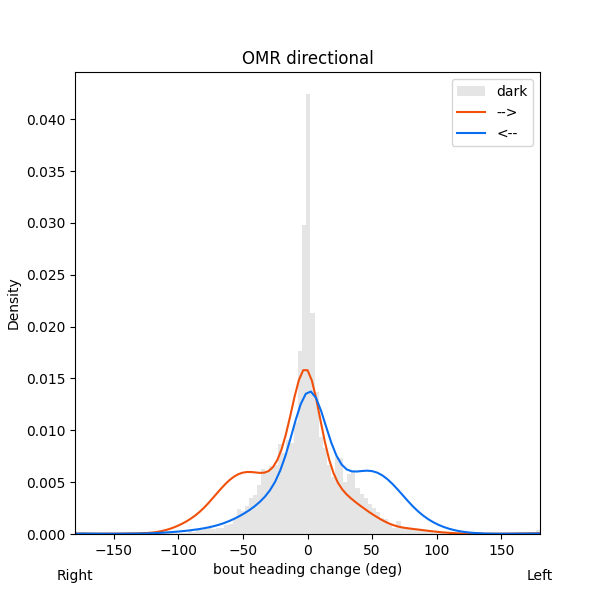 OMR directional
dark
-->
<--
0.040
0.035
0.030
0.025
0.020
0.015
0.010
0.005
0.000
Density
−150 −100 −50 0 50 100 150
bout heading change (deg)
Right Left